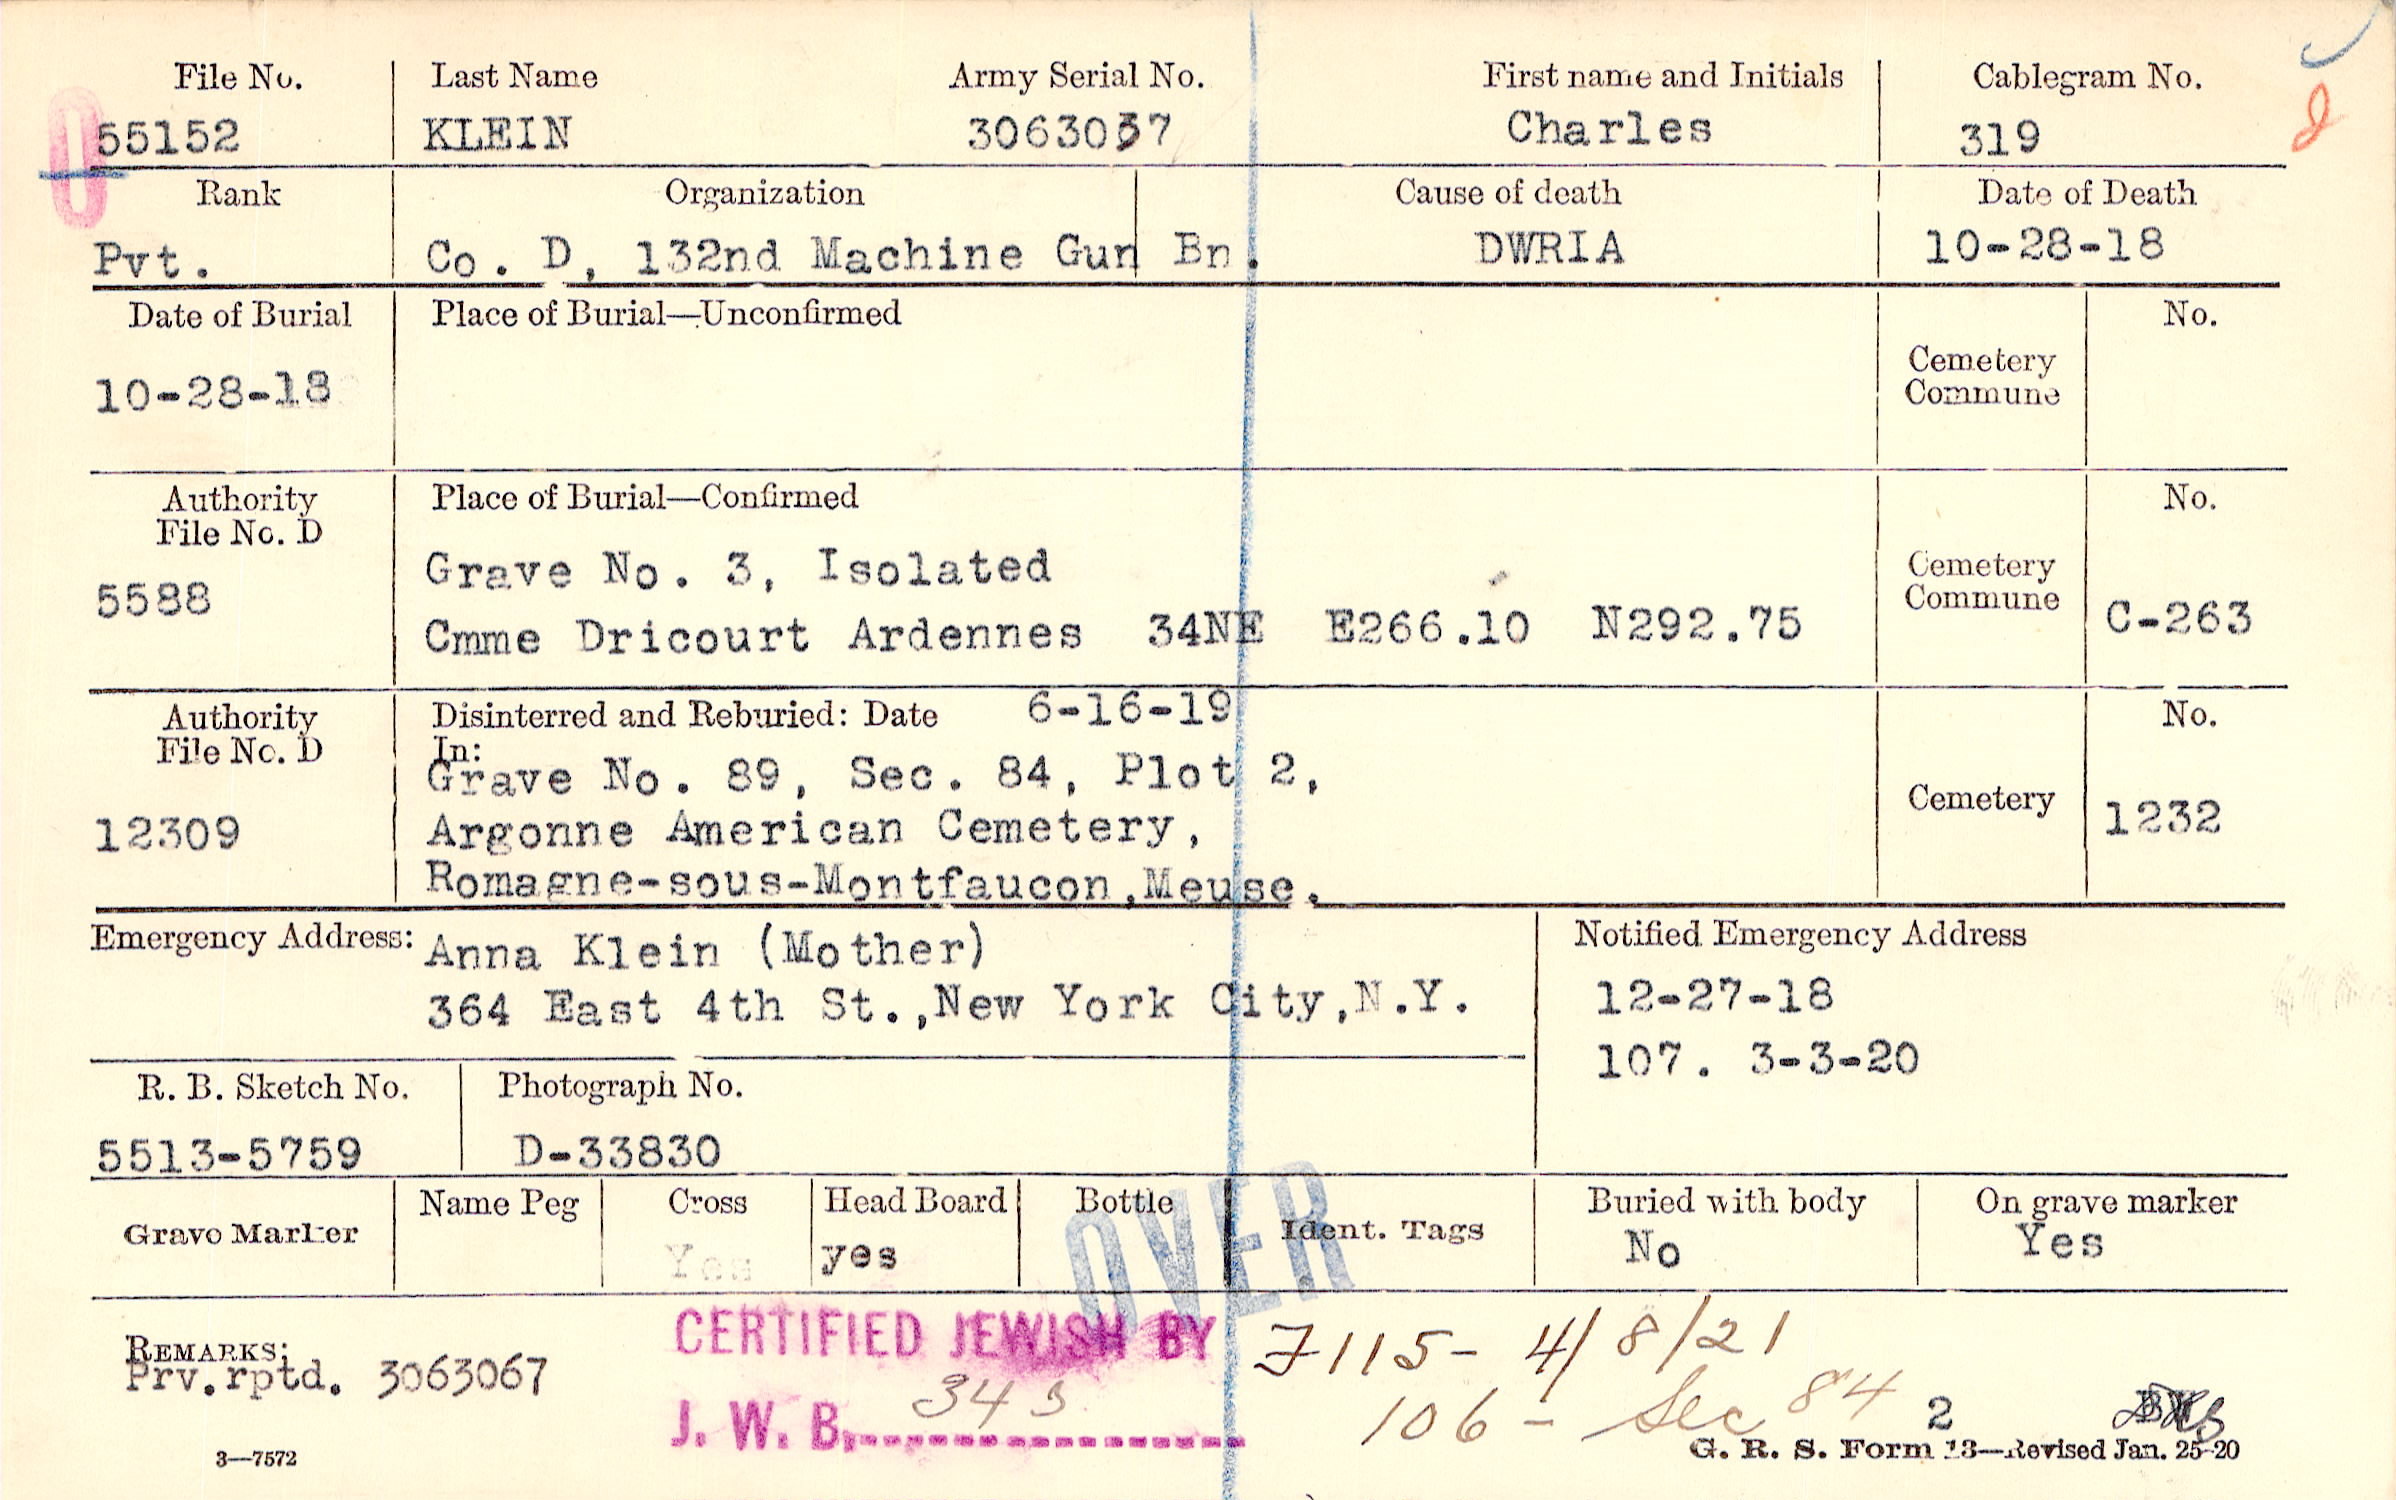 File No. Last Name Army Serial No. First name and Initials Cablegram No.
55152 KLEIN 3063037 Charles 319
Rank Organization Cause of death Date of Death
Pvt. Co. D, 132nd Machine Gun Bn. DWRIA 10-28-18
Date of Burial Place of Burial—Unconfirmed No.
10-28-18 Cemetery
Commune
Authority Place of Burial—Confirmed No.
File No. D
5588 Grave No. 3, Isolated Cemetery
Commune C-263
Cmme Dricourt Ardennes 34NE E266.10 N292.75
Authority Disinterred and Reburied: Date 6-16-19 No.
File No. D In:
Grave No. 89, Sec. 84, Plot 2,
12309 Argonne American Cemetery, Cemetery 1232
Romagne-sous-Montfaucon,Meuse.
Emergency Address: Anna Klein (Mother) Notified Emergency Address
364 East 4th St.,New York City,N.Y. 12-27-18
107. 3-3-20
R. B. Sketch No. Photograph No.
5513-5759 D-33830
Grave Marker Name Peg Cross Head Board Bottle Ident. Tags Buried with body On grave marker
Yes yes No Yes
OVER
REMARKS: CERTIFIED JEWISH BY 7115- 4/8/21
Prv.rptd. 3063067
J. W. B. 343 106- Sec 84 2
3—7572 G. R. S. Form 13—Revised Jan. 25-20